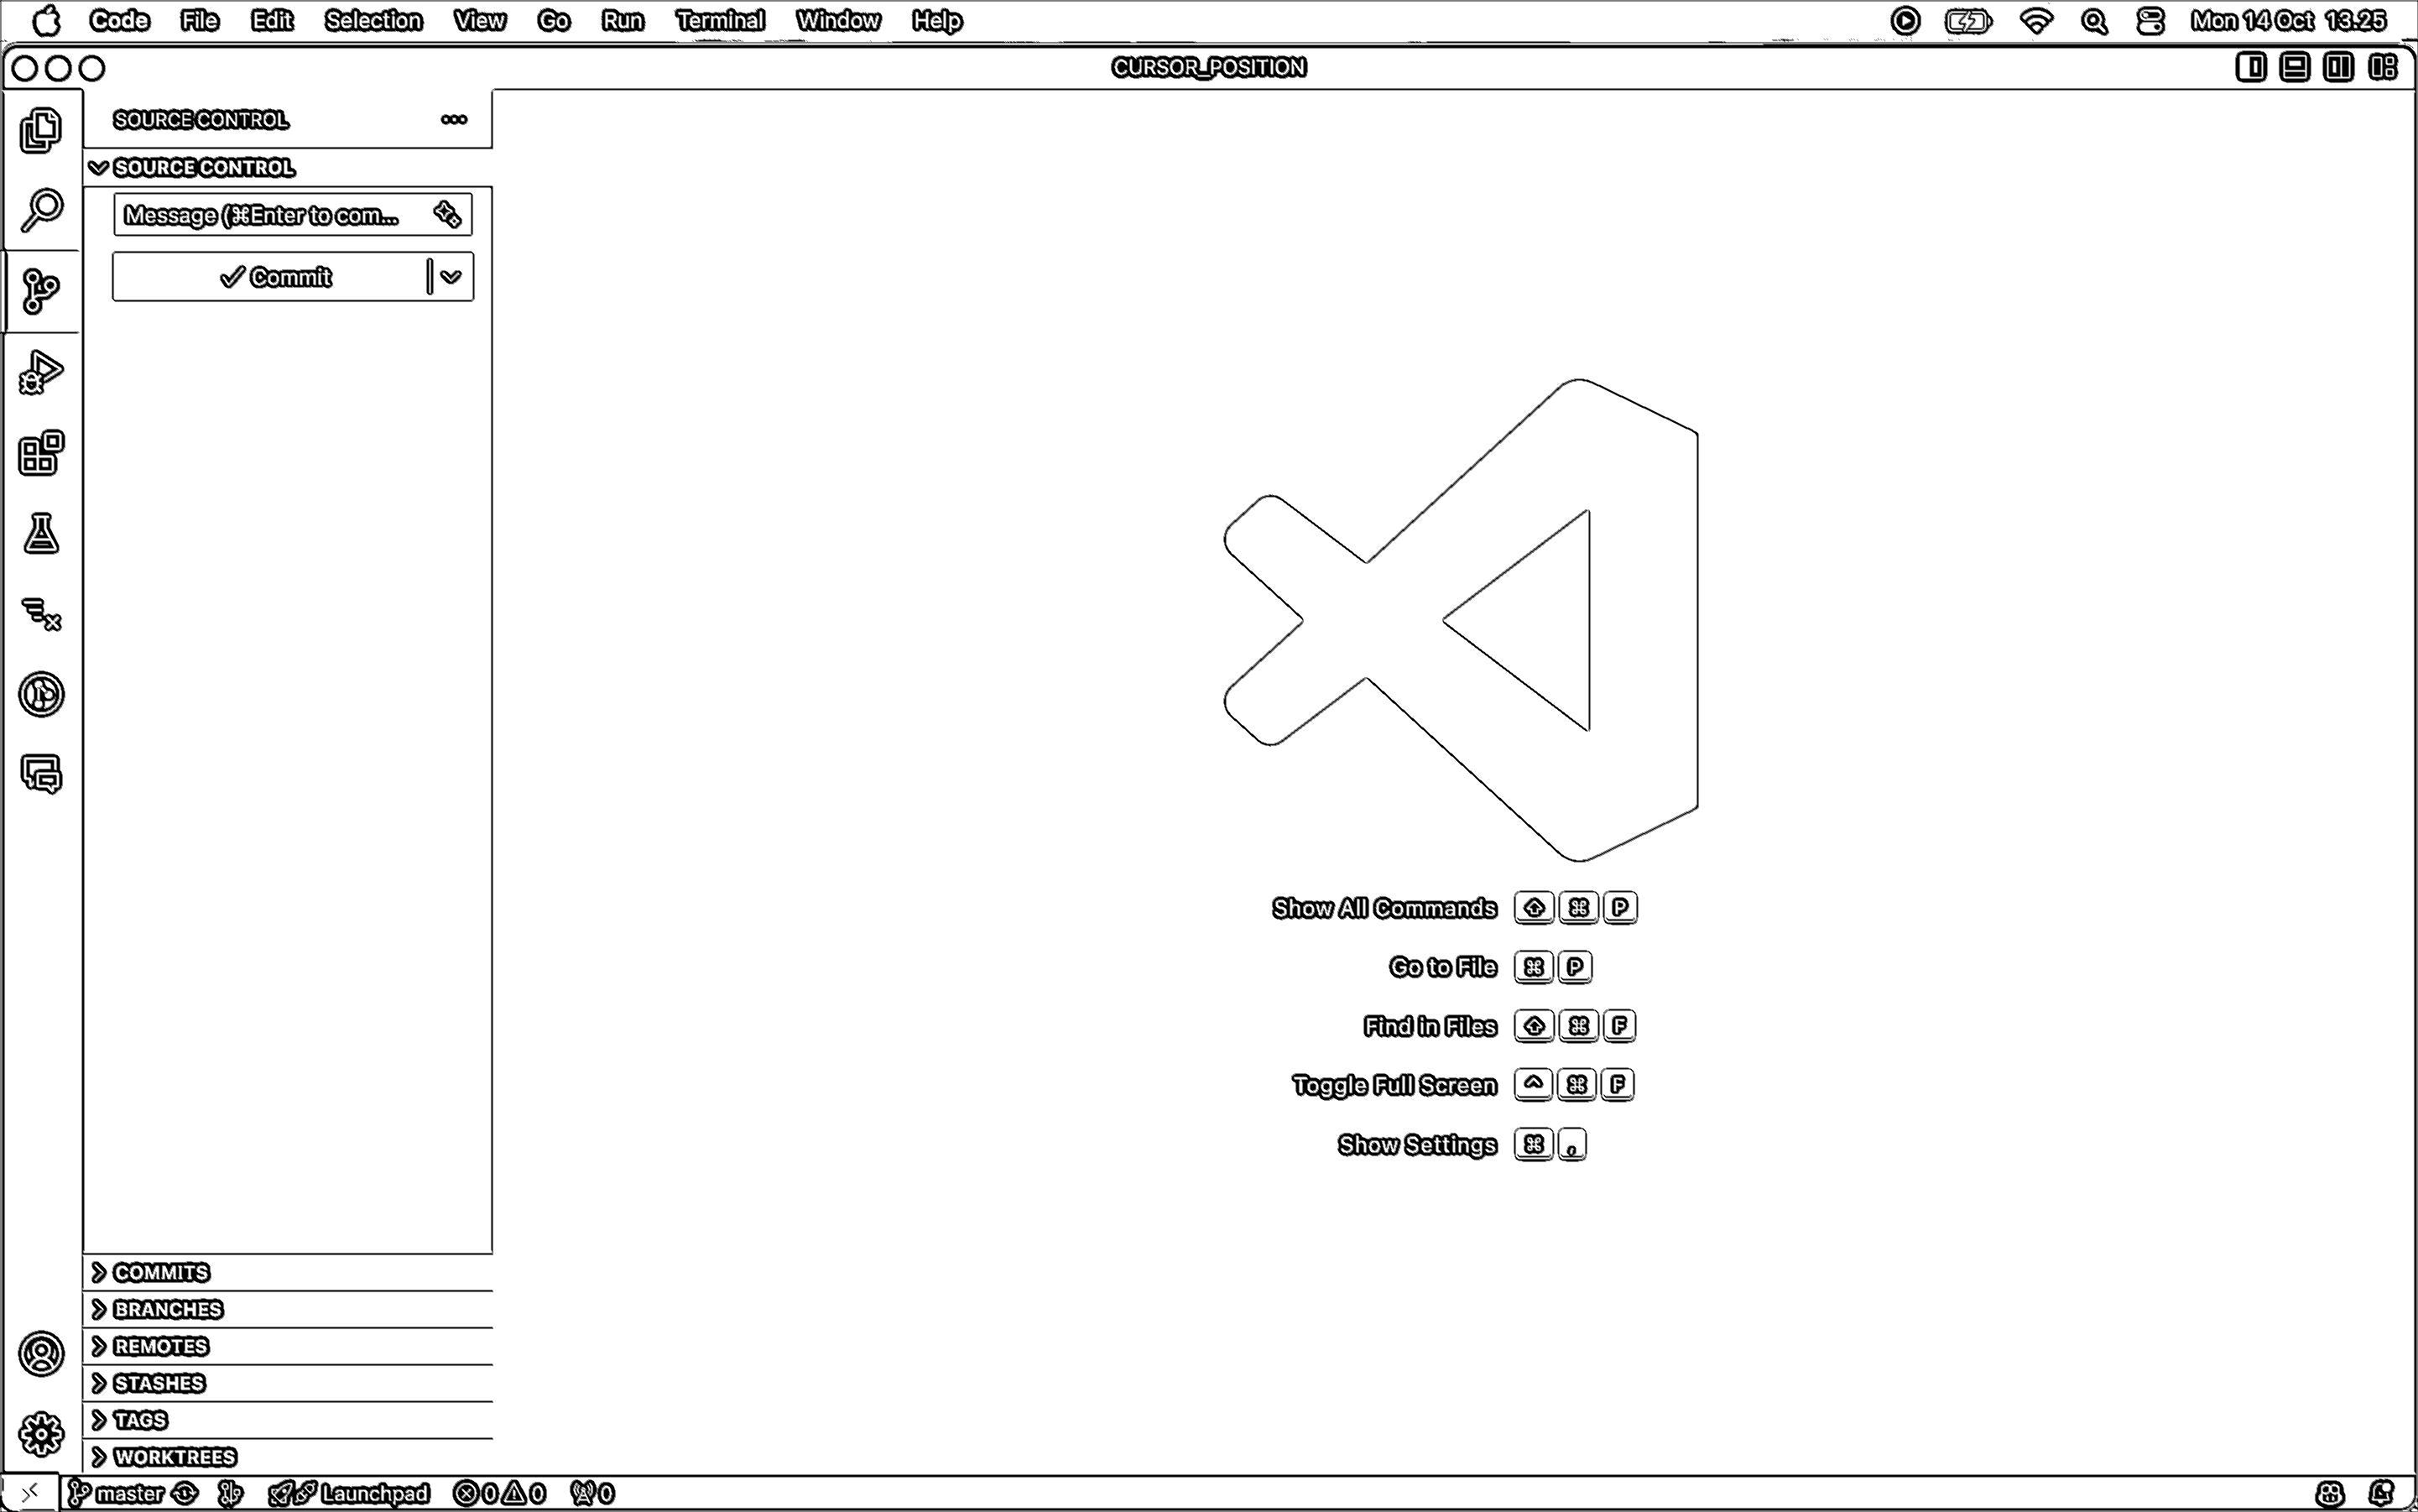 Code File Edit Selection View Go Run Terminal Window Help Mon 14 Oct 13.25
CURSOR_POSITION
SOURCE CONTROL
SOURCE CONTROL
Message (⌘Enter to com...
Commit
Show All Commands ⇧ ⌘ P
Go to File ⌘ P
Find in Files ⇧ ⌘ F
Toggle Full Screen ^ ⌘ F
Show Settings ⌘ ,
COMMITS
BRANCHES
REMOTES
STASHES
TAGS
WORKTREES
master Launchpad 0 0 0